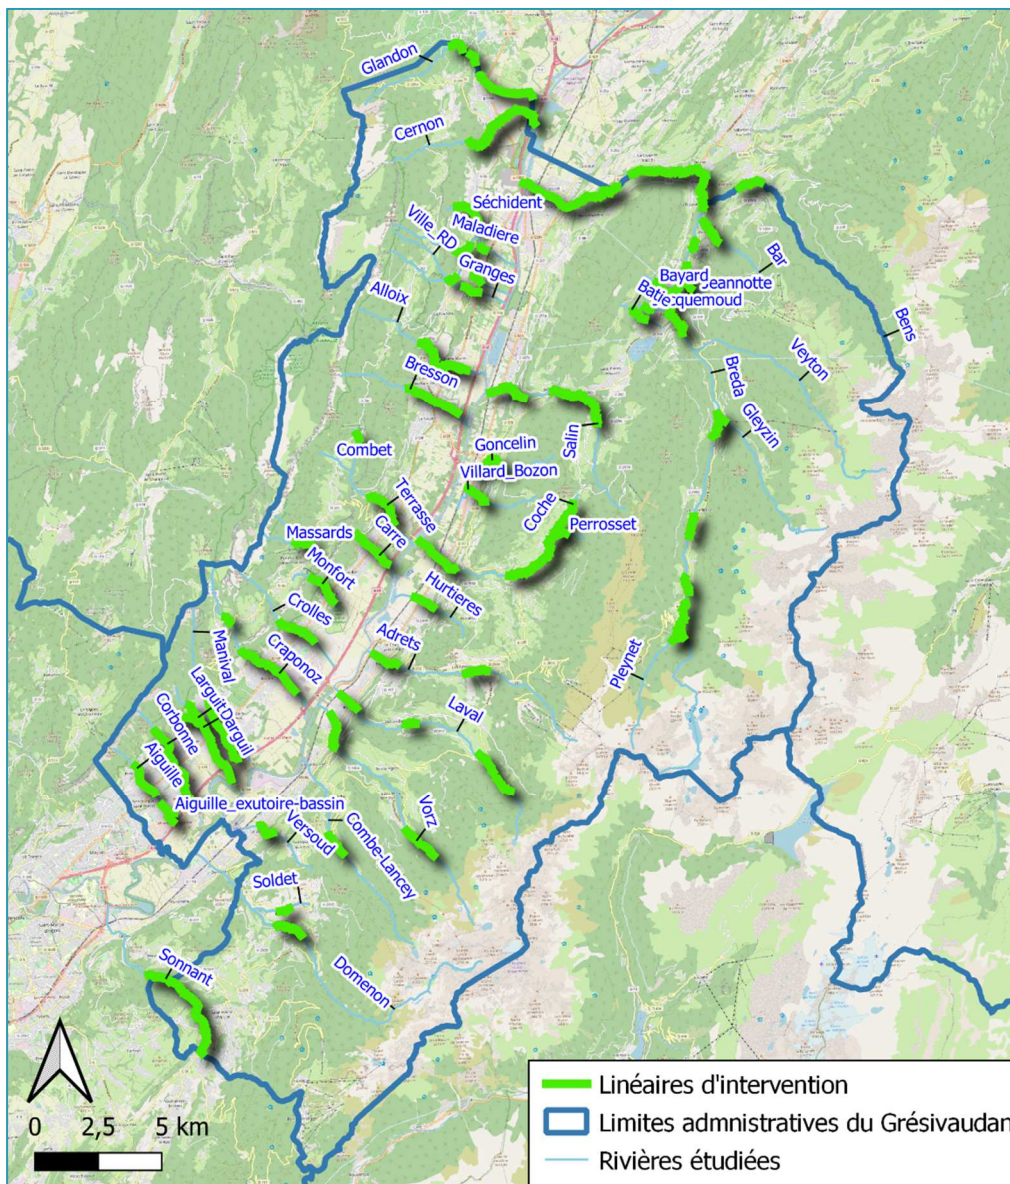 Glandon
Cernon
Séchident
Maladiere
Ville_RD
Granges
Bar
Bayard
Jeannotte
Batie
cquemoud
Alloix
Bens
Veyton
Breda
Bresson
Gleyzin
Salin
Combet
Goncelin
Villard_Bozon
Terrasse
Coche
Perrosset
Massards
Carre
Monfort
Hurtieres
Crolles
Manival
Adrets
Craponoz
Pleynet
Larguit
Darguil
Laval
Corbonne
Aiguille
Aiguille_exutoire-bassin
Versoud
Combe-Lancey
Vorz
Soldet
Domenon
Sonnant
0 2,5 5 km
Linéaires d'intervention
Limites admnistratives du Grésivaudan
Rivières étudiées